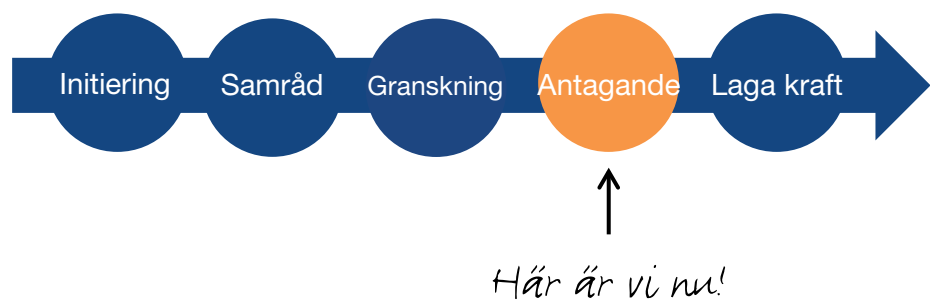 Initiering
Samråd
Granskning
Antagande
Laga kraft
Här är vi nu!